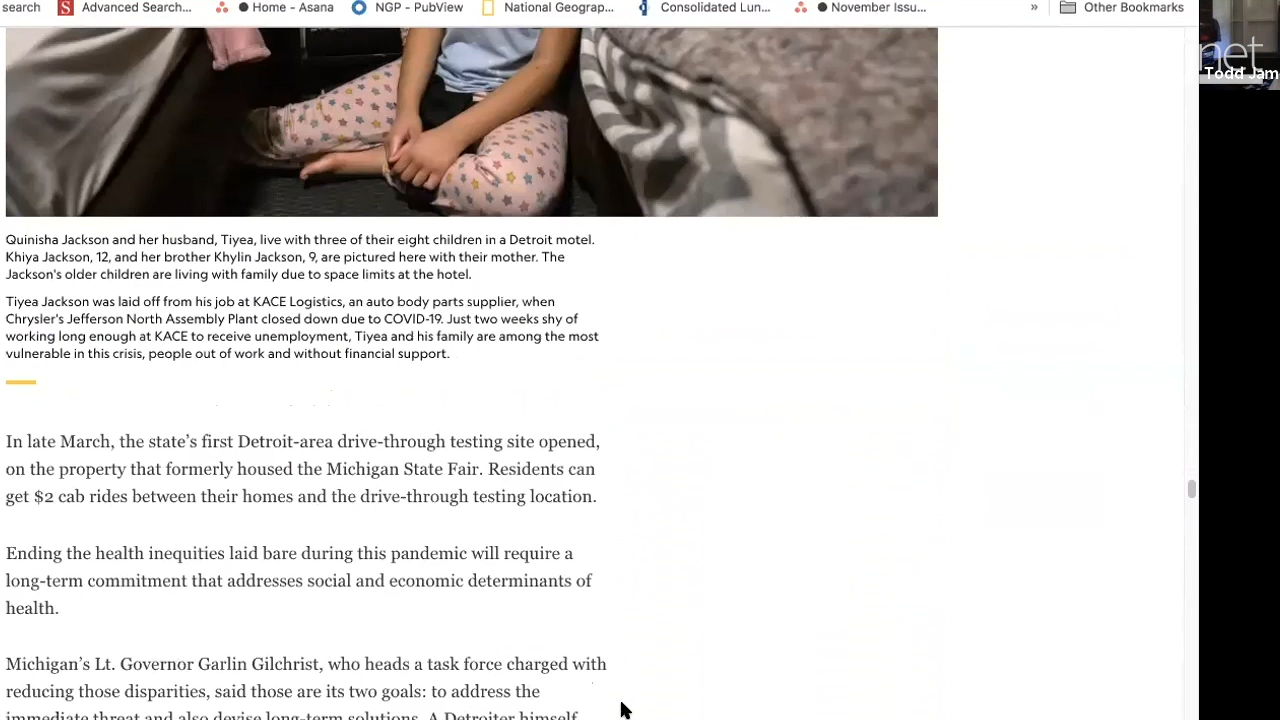 search Advanced Search... Home - Asana NGP - PubView National Geograp... Consolidated Lun... November Issu... » Other Bookmarks
net
Todd Jam
Quinisha Jackson and her husband, Tiyea, live with three of their eight children in a Detroit motel.
Khiya Jackson, 12, and her brother Khylin Jackson, 9, are pictured here with their mother. The
Jackson's older children are living with family due to space limits at the hotel.
Tiyea Jackson was laid off from his job at KACE Logistics, an auto body parts supplier, when
Chrysler's Jefferson North Assembly Plant closed down due to COVID-19. Just two weeks shy of
working long enough at KACE to receive unemployment, Tiyea and his family are among the most
vulnerable in this crisis, people out of work and without financial support.
In late March, the state’s first Detroit-area drive-through testing site opened,
on the property that formerly housed the Michigan State Fair. Residents can
get $2 cab rides between their homes and the drive-through testing location.
Ending the health inequities laid bare during this pandemic will require a
long-term commitment that addresses social and economic determinants of
health.
Michigan’s Lt. Governor Garlin Gilchrist, who heads a task force charged with
reducing those disparities, said those are its two goals: to address the
immediate threat and also devise long-term solutions. A Detroiter himself,